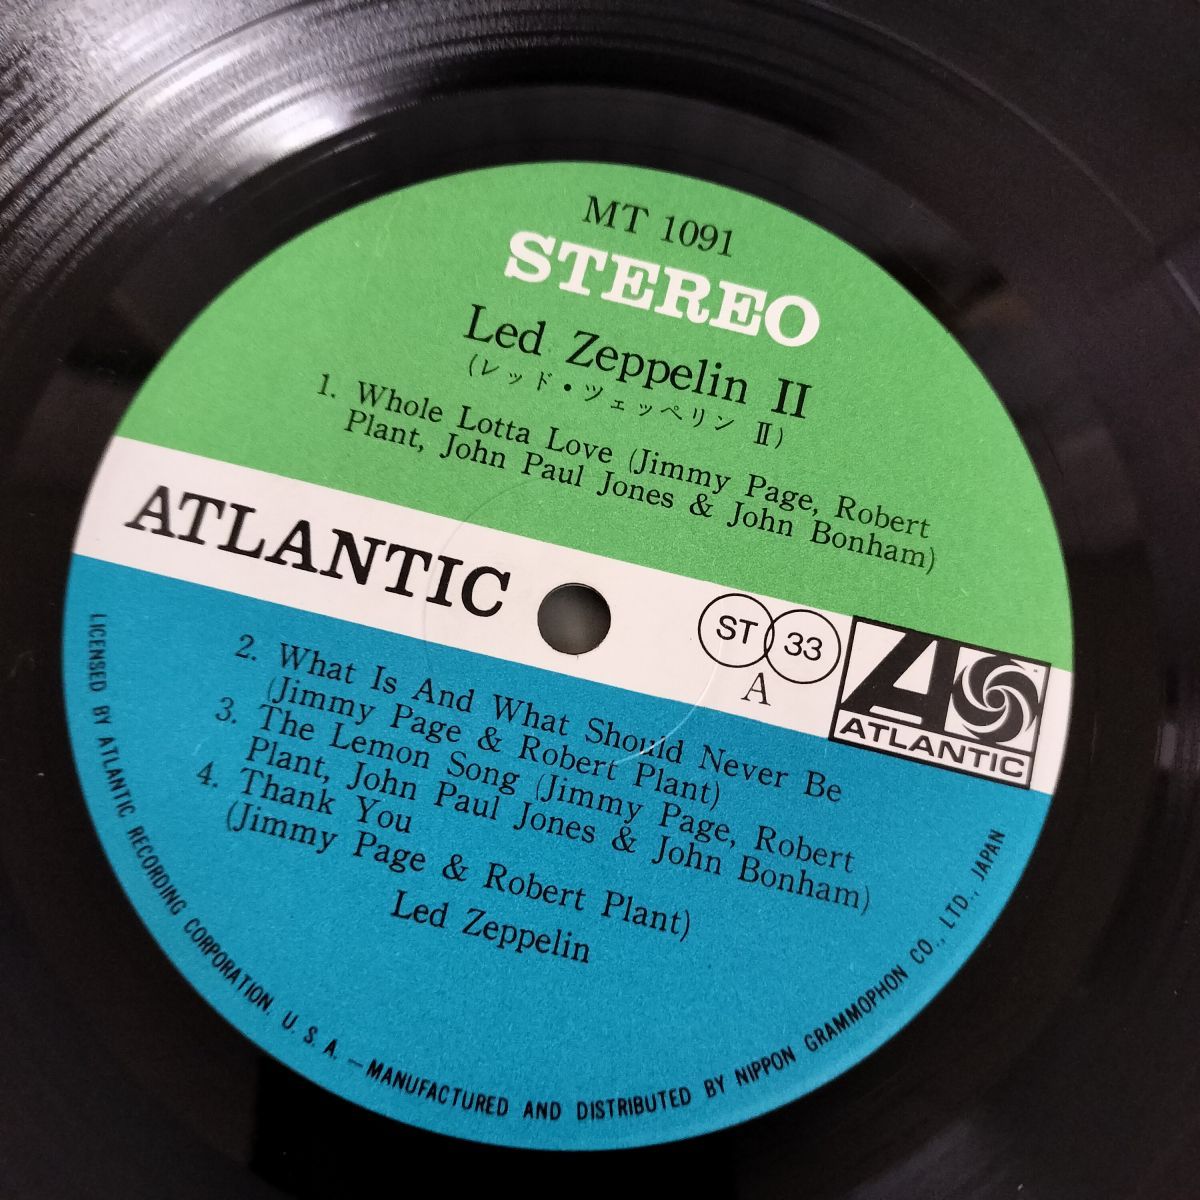 MT 1091
STEREO
Led Zeppelin II
(レッド・ツェッペリン Ⅱ)
1. Whole Lotta Love (Jimmy Page, Robert
Plant, John Paul Jones & John Bonham)
ATLANTIC
ST 33
A
ATLANTIC
2. What Is And What Should Never Be
(Jimmy Page & Robert Plant)
3. The Lemon Song (Jimmy Page, Robert
Plant, John Paul Jones & John Bonham)
4. Thank You
(Jimmy Page & Robert Plant)
Led Zeppelin
LICENSED BY ATLANTIC RECORDING CORPORATION, U. S. A. — MANUFACTURED AND DISTRIBUTED BY NIPPON GRAMMOPHON CO., LTD., JAPAN